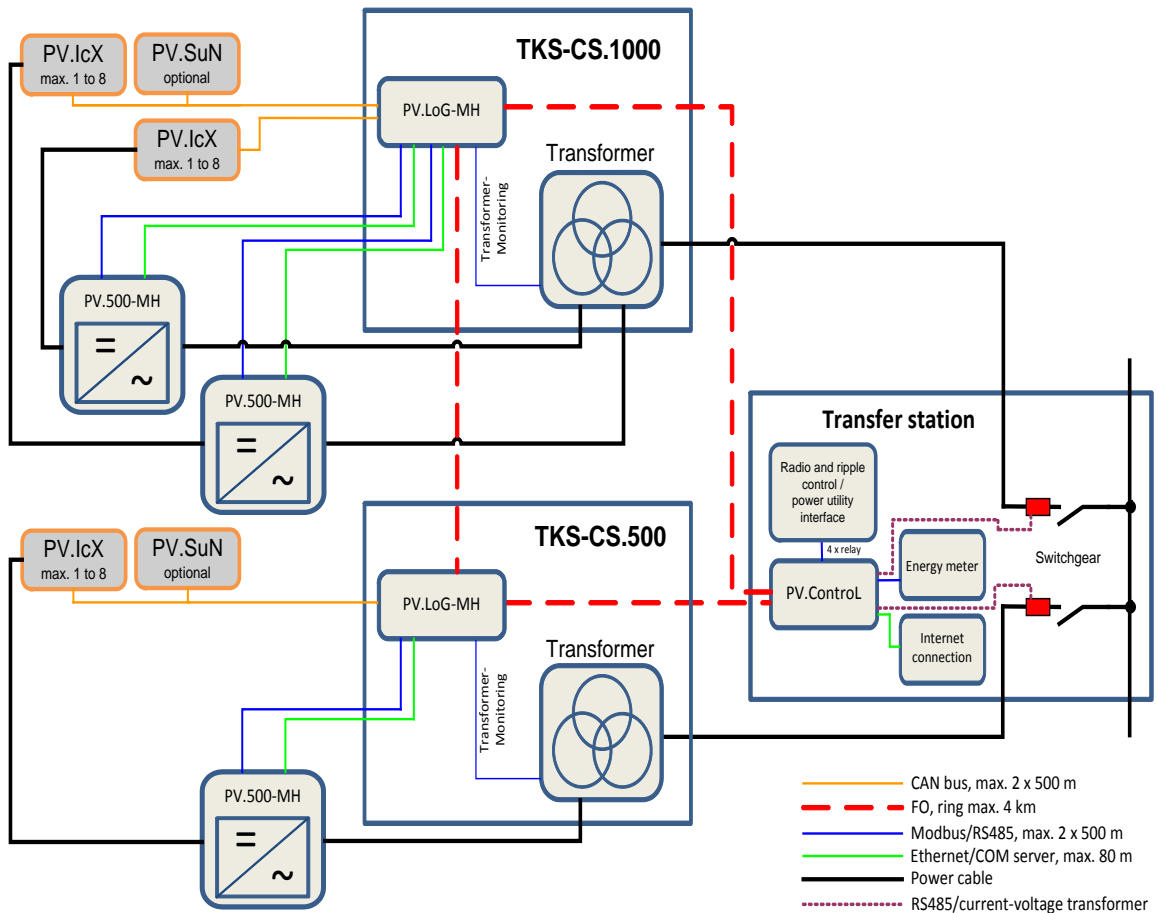 TKS-CS.1000
PV.IcX
max. 1 to 8
PV.SuN
optional
PV.LoG-MH
PV.IcX
max. 1 to 8
Transformer
Transformer-
Monitoring
PV.500-MH
=
~
PV.500-MH
=
~
Transfer station
Radio and ripple
control /
power utility
interface
4 x relay
Switchgear
Energy meter
PV.ControL
Internet
connection
TKS-CS.500
PV.IcX
max. 1 to 8
PV.SuN
optional
PV.LoG-MH
Transformer
Transformer-
Monitoring
PV.500-MH
=
~
CAN bus, max. 2 x 500 m
FO, ring max. 4 km
Modbus/RS485, max. 2 x 500 m
Ethernet/COM server, max. 80 m
Power cable
RS485/current-voltage transformer